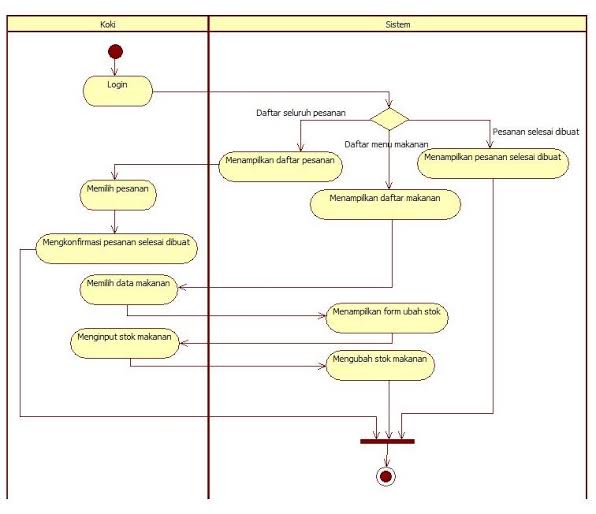 Koki
Sistem
Login
Daftar seluruh pesanan
Pesanan selesai dibuat
Daftar menu makanan
Menampilkan daftar pesanan
Menampilkan pesanan selesai dibuat
Memilih pesanan
Menampilkan daftar makanan
Mengkonfirmasi pesanan selesai dibuat
Memilih data makanan
Menampilkan form ubah stok
Menginput stok makanan
Mengubah stok makanan